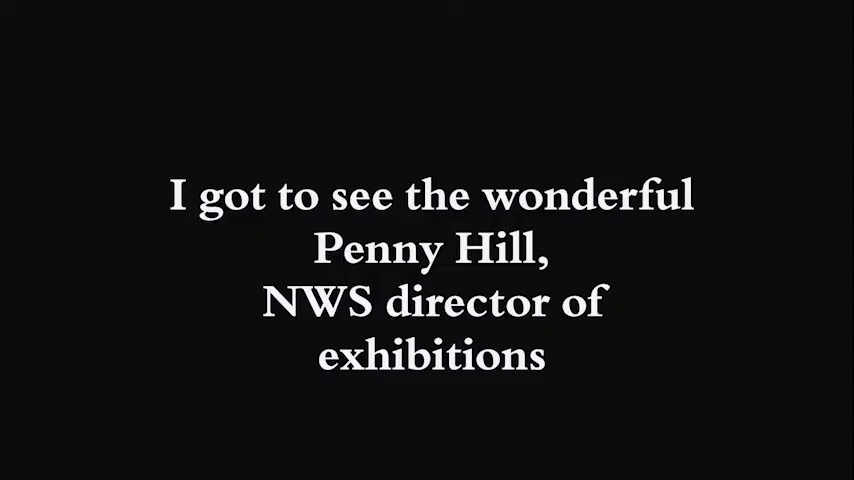 I got to see the wonderful
Penny Hill,
NWS director of
exhibitions